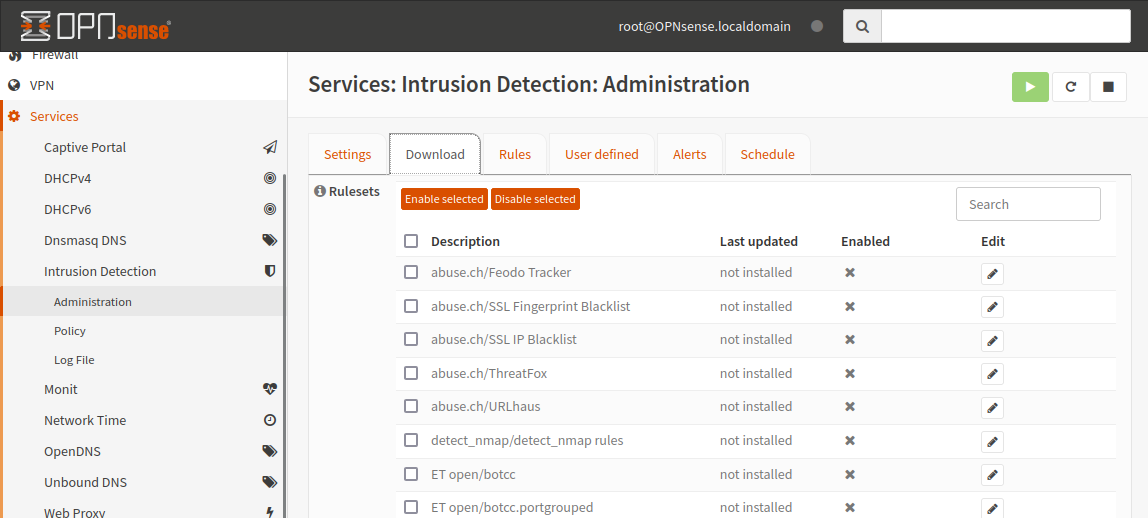 OPNsense
root@OPNsense.localdomain
Firewall
VPN
Services
Captive Portal
DHCPv4
DHCPv6
Dnsmasq DNS
Intrusion Detection
Administration
Policy
Log File
Monit
Network Time
OpenDNS
Unbound DNS
Web Proxy
Services: Intrusion Detection: Administration
Settings Download Rules User defined Alerts Schedule
Rulesets
Enable selected Disable selected Search
Description Last updated Enabled Edit
abuse.ch/Feodo Tracker not installed
abuse.ch/SSL Fingerprint Blacklist not installed
abuse.ch/SSL IP Blacklist not installed
abuse.ch/ThreatFox not installed
abuse.ch/URLhaus not installed
detect_nmap/detect_nmap rules not installed
ET open/botcc not installed
ET open/botcc.portgrouped not installed